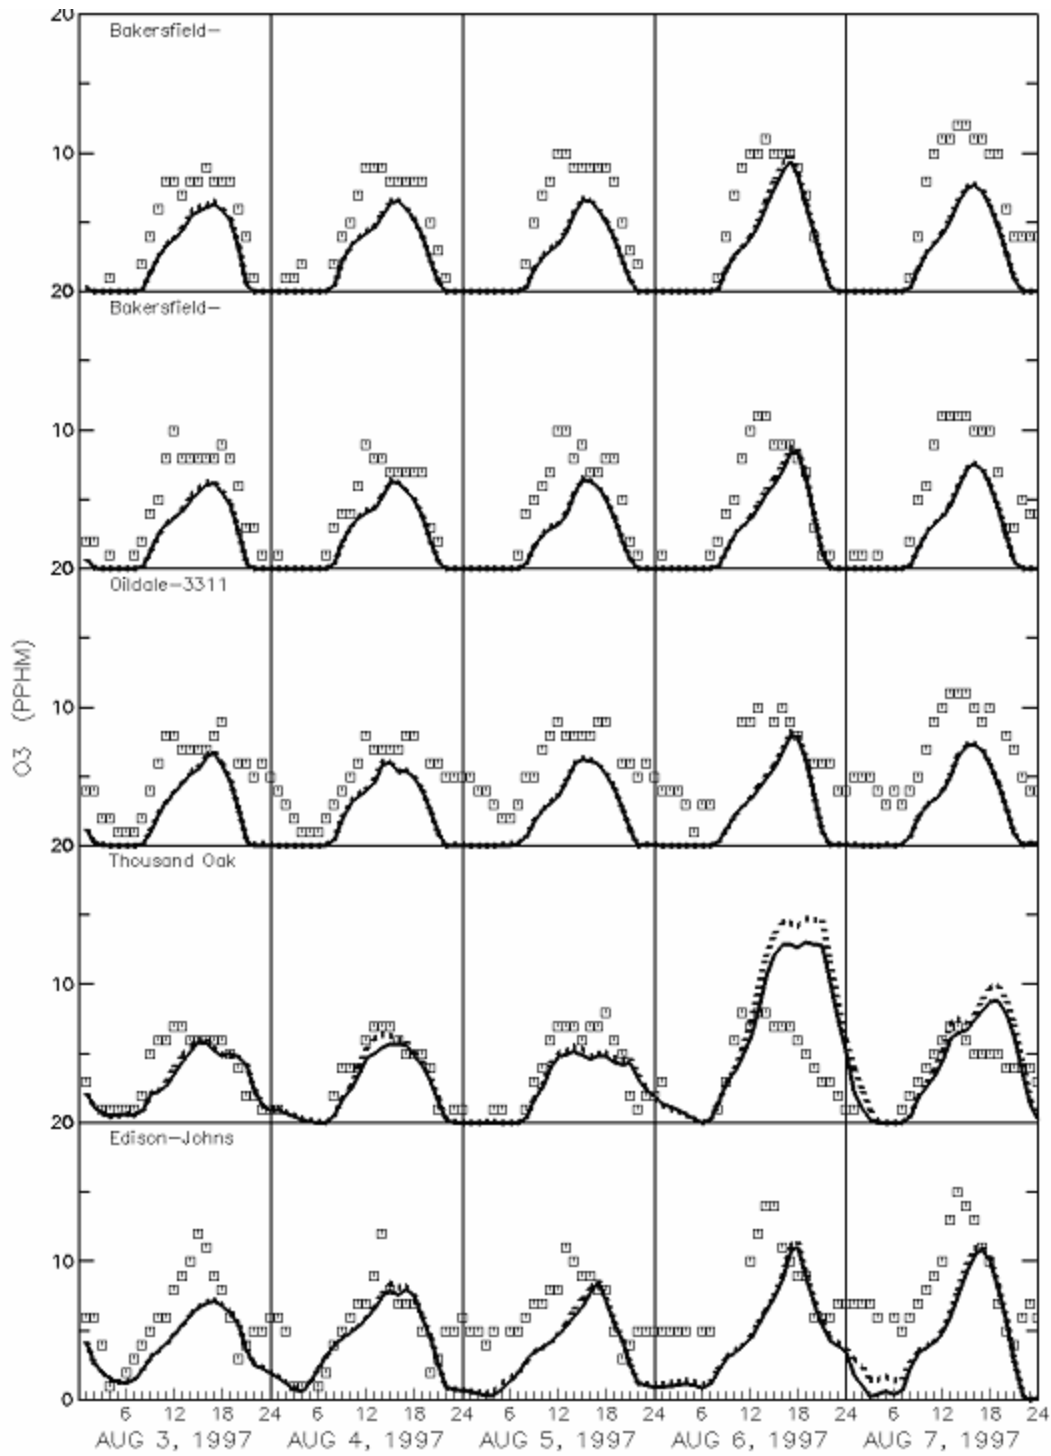 20
Bakersfield-
10
20
Bakersfield-
10
20
Oildale-3311
10
20
Thousand Oak
10
20
Edison-Johns
10
0
O3 (PPHM)
6 12 18 24 6 12 18 24 6 12 18 24 6 12 18 24 6 12 18 24
AUG 3, 1997 AUG 4, 1997 AUG 5, 1997 AUG 6, 1997 AUG 7, 1997